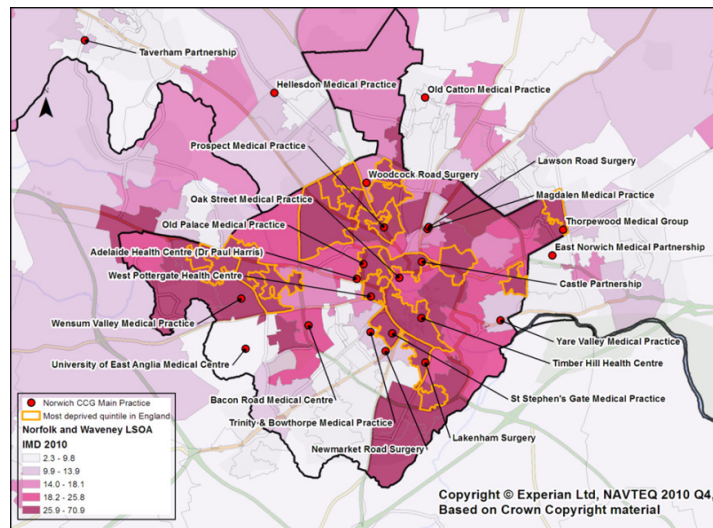 Taverham Partnership
Hellesdon Medical Practice
Old Catton Medical Practice
Prospect Medical Practice
Woodcock Road Surgery
Lawson Road Surgery
Oak Street Medical Practice
Magdalen Medical Practice
Old Palace Medical Practice
Thorpewood Medical Group
Adelaide Health Centre (Dr Paul Harris)
East Norwich Medical Partnership
West Pottergate Health Centre
Castle Partnership
Wensum Valley Medical Practice
Yare Valley Medical Practice
University of East Anglia Medical Centre
Timber Hill Health Centre
Bacon Road Medical Centre
St Stephen's Gate Medical Practice
Trinity & Bowthorpe Medical Practice
Lakenham Surgery
Newmarket Road Surgery
Norwich CCG Main Practice
Most deprived quintile in England
Norfolk and Waveney LSOA
IMD 2010
2.3 - 9.8
9.9 - 13.9
14.0 - 18.1
18.2 - 25.8
25.9 - 70.9
Copyright © Experian Ltd, NAVTEQ 2010 Q4,
Based on Crown Copyright material